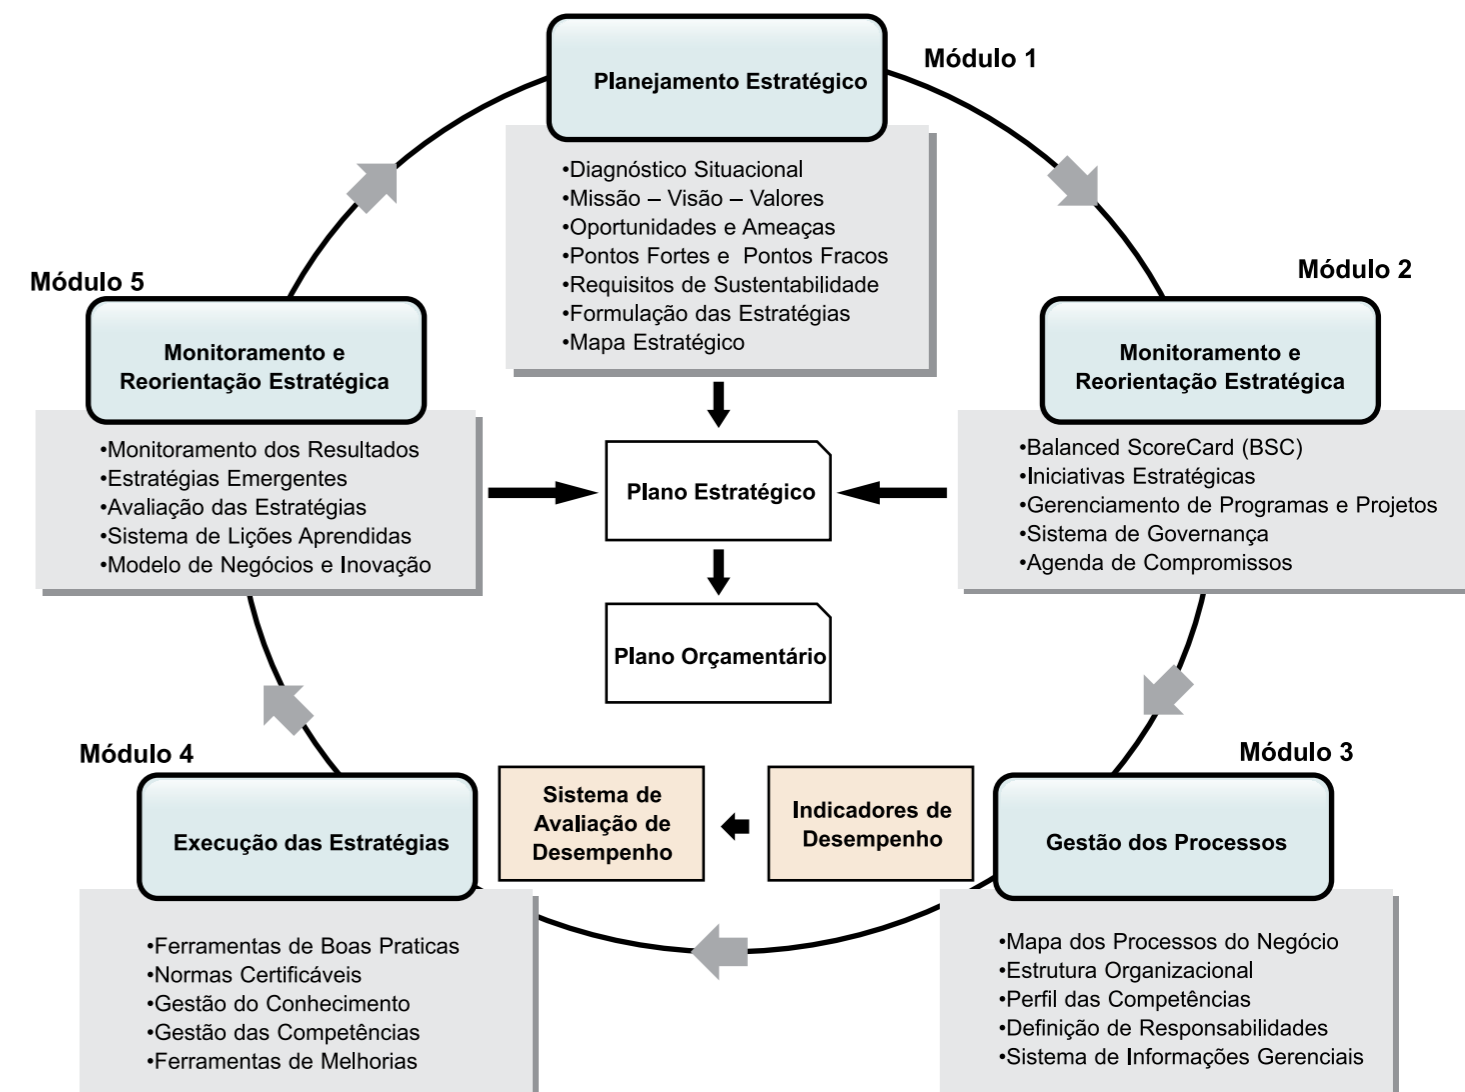 Módulo 1
Planejamento Estratégico
•Diagnóstico Situacional
•Missão – Visão – Valores
•Oportunidades e Ameaças
•Pontos Fortes e Pontos Fracos
•Requisitos de Sustentabilidade
•Formulação das Estratégias
•Mapa Estratégico
Módulo 2
Monitoramento e
Reorientação Estratégica
•Balanced ScoreCard (BSC)
•Iniciativas Estratégicas
•Gerenciamento de Programas e Projetos
•Sistema de Governança
•Agenda de Compromissos
Módulo 3
Gestão dos Processos
•Mapa dos Processos do Negócio
•Estrutura Organizacional
•Perfil das Competências
•Definição de Responsabilidades
•Sistema de Informações Gerenciais
Indicadores de
Desempenho
Sistema de
Avaliação de
Desempenho
Módulo 4
Execução das Estratégias
•Ferramentas de Boas Praticas
•Normas Certificáveis
•Gestão do Conhecimento
•Gestão das Competências
•Ferramentas de Melhorias
Módulo 5
Monitoramento e
Reorientação Estratégica
•Monitoramento dos Resultados
•Estratégias Emergentes
•Avaliação das Estratégias
•Sistema de Lições Aprendidas
•Modelo de Negócios e Inovação
Plano Estratégico
Plano Orçamentário